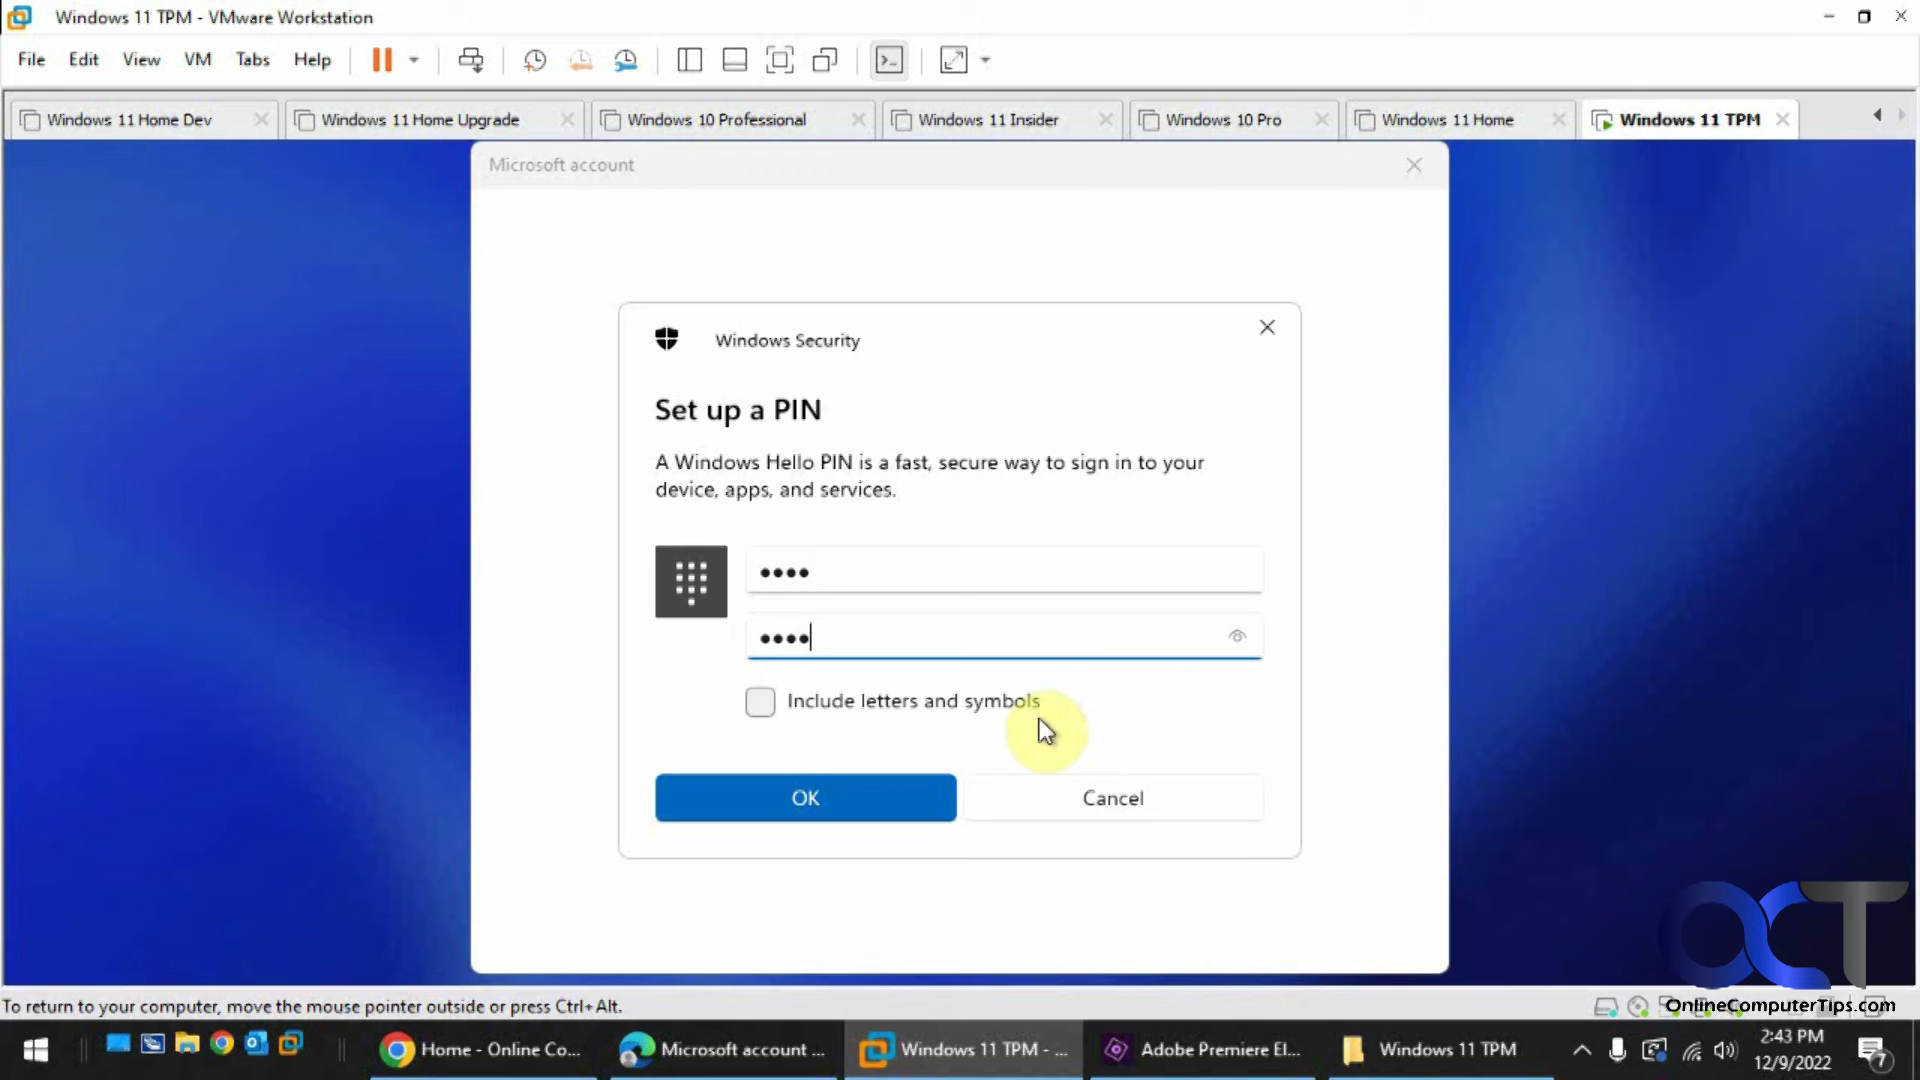 Windows 11 TPM - VMware Workstation
File Edit View VM Tabs Help
Windows 11 Home Dev
Windows 11 Home Upgrade
Windows 10 Professional
Windows 11 Insider
Windows 10 Pro
Windows 11 Home
Windows 11 TPM
Microsoft account
Windows Security
Set up a PIN
A Windows Hello PIN is a fast, secure way to sign in to your
device, apps, and services.
Include letters and symbols
OK
Cancel
OCT
To return to your computer, move the mouse pointer outside or press Ctrl+Alt.
OnlineComputerTips.com
Home - Online Co...
Microsoft account ...
Windows 11 TPM - ...
Adobe Premiere El...
Windows 11 TPM
2:43 PM
12/9/2022
7